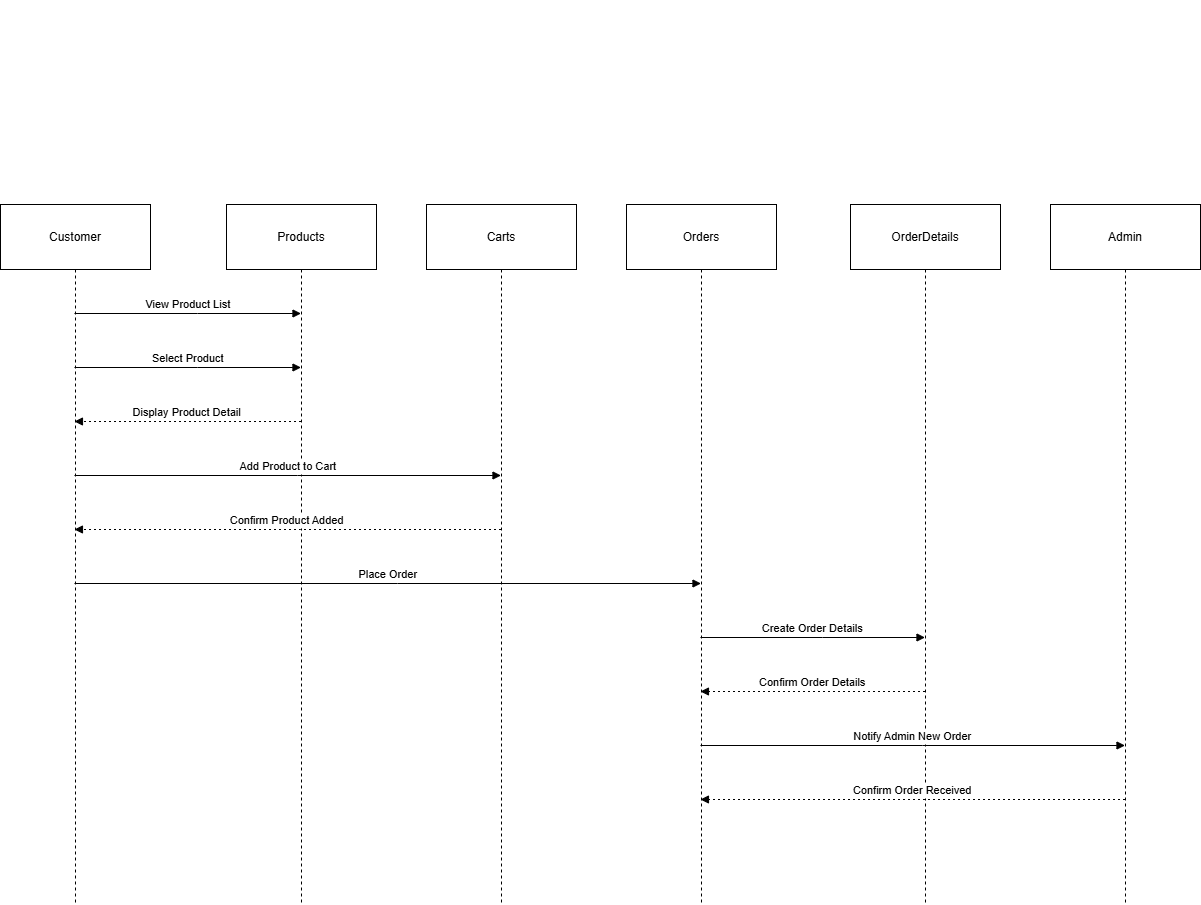 Customer
Products
Carts
Orders
OrderDetails
Admin
View Product List
Select Product
Display Product Detail
Add Product to Cart
Confirm Product Added
Place Order
Create Order Details
Confirm Order Details
Notify Admin New Order
Confirm Order Received